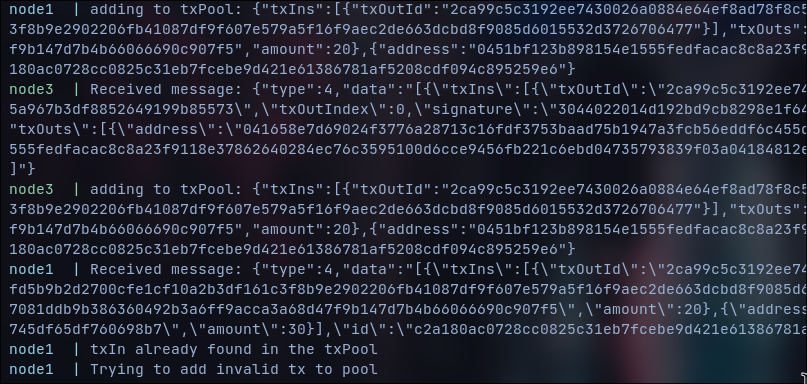 node1  | adding to txPool: {"txIns":[{"txOutId":"2ca99c5c3192ee7430026a0884e64ef8ad78f8c5
3f8b9e2902206fb41087df9f607e579a5f16f9aec2de663dcbd8f9085d6015532d3726706477"}],"txOuts":
f9b147d7b4b66066690c907f5","amount":20},{"address":"0451bf123b898154e1555fedfacac8c8a23f9
180ac0728cc0825c31eb7fcebe9d421e61386781af5208cdf094c895259e6"}
node3  | Received message: {"type":4,"data":"[{\"txIns\":[{\"txOutId\":\"2ca99c5c3192ee74
5a967b3df8852649199b85573\",\"txOutIndex\":0,\"signature\":\"3044022014d192bd9cb8298e1f64
"txOuts\":[{\"address\":\"041658e7d69024f3776a28713c16fdf3753baad75b1947a3fcb56eddf6c455c
555fedfacac8c8a23f9118e37862640284ec76c3595100d6cce9456fb221c6ebd04735793839f03a04184812e
]"}
node3  | adding to txPool: {"txIns":[{"txOutId":"2ca99c5c3192ee7430026a0884e64ef8ad78f8c5
3f8b9e2902206fb41087df9f607e579a5f16f9aec2de663dcbd8f9085d6015532d3726706477"}],"txOuts":
f9b147d7b4b66066690c907f5","amount":20},{"address":"0451bf123b898154e1555fedfacac8c8a23f9
180ac0728cc0825c31eb7fcebe9d421e61386781af5208cdf094c895259e6"}
node1  | Received message: {"type":4,"data":"[{\"txIns\":[{\"txOutId\":\"2ca99c5c3192ee74
fd5b9b2d2700cfe1cf10a2b3df161c3f8b9e2902206fb41087df9f607e579a5f16f9aec2de663dcbd8f9085d6
7081ddb9b386360492b3a6ff9acca3a68d47f9b147d7b4b66066690c907f5\",\"amount\":20},{\"address
745df65df760698b7\",\"amount\":30}],\"id\":\"c2a180ac0728cc0825c31eb7fcebe9d421e61386781a
node1  | txIn already found in the txPool
node1  | Trying to add invalid tx to pool